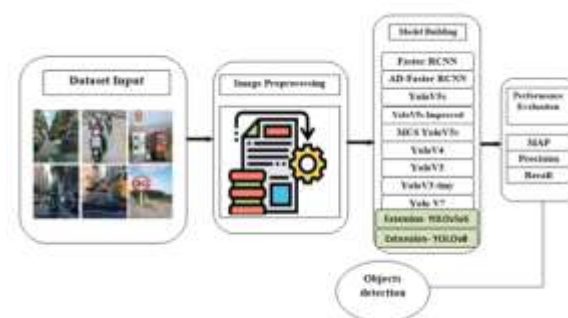 Dataset Input
Image Preprocessing
Model Building
Faster RCNN
AD-Faster RCNN
YoloV5s
YoloV5s-Improved
MCS YoloV5s
YoloV4
YoloV3
YoloV3-tiny
Yolo V7
Extension- YOLOv5x6
Extension- YOLOv8
Performance
Evaluation
MAP
Precision
Recall
Objects
detection